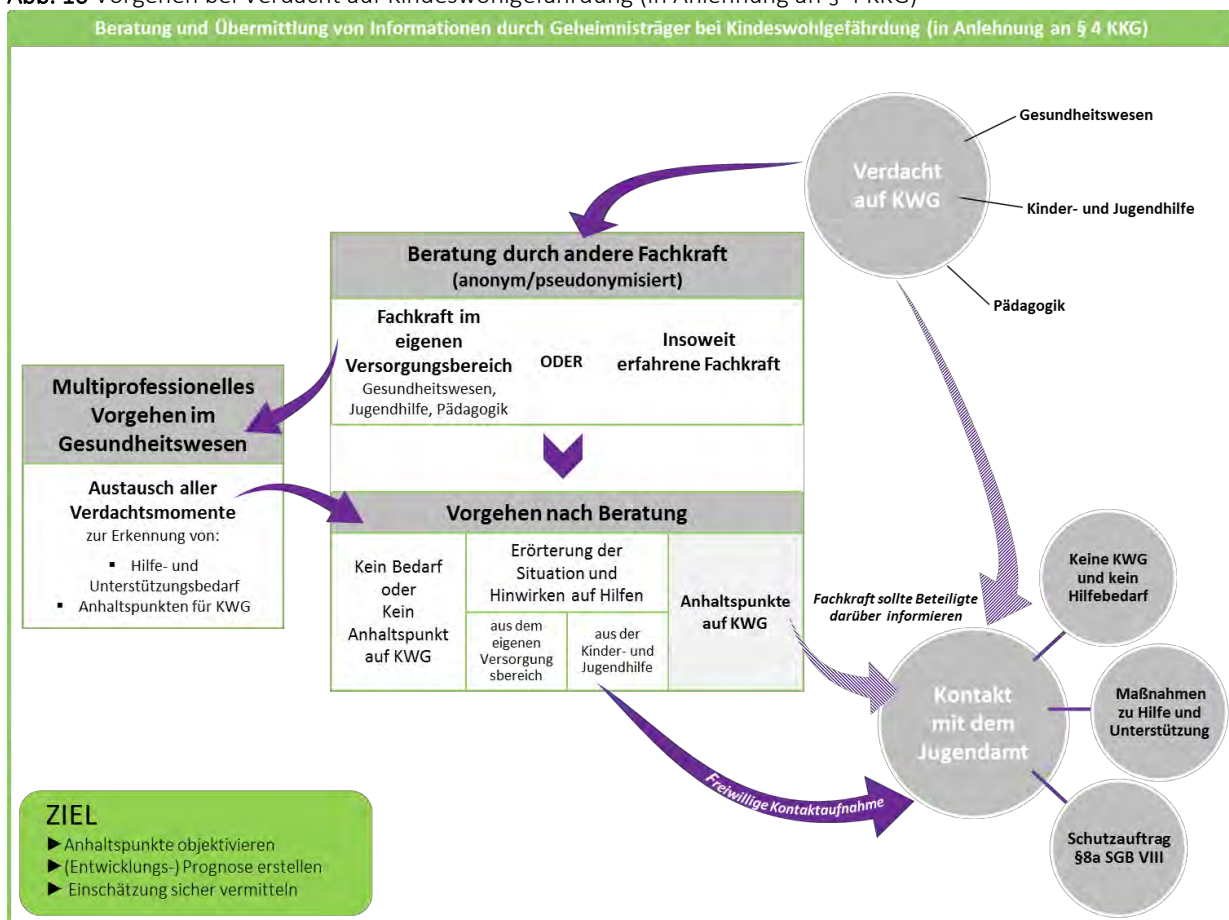 Abb. 10 Vorgehen bei Verdacht auf Kindeswohlgefährdung (in Anlehnung an § 4 KKG)
Beratung und Übermittlung von Informationen durch Geheimnisträger bei Kindeswohlgefährdung (in Anlehnung an § 4 KKG)
Verdacht
auf KWG
Gesundheitswesen
Kinder- und Jugendhilfe
Pädagogik
Beratung durch andere Fachkraft
(anonym/pseudonymisiert)
Fachkraft im
eigenen
Versorgungsbereich
Gesundheitswesen,
Jugendhilfe, Pädagogik
ODER
Insoweit
erfahrene Fachkraft
Multiprofessionelles
Vorgehen im
Gesundheitswesen
Austausch aller
Verdachtsmomente
zur Erkennung von:
▪ Hilfe- und
Unterstützungsbedarf
▪ Anhaltspunkten für KWG
Vorgehen nach Beratung
Kein Bedarf
oder
Kein
Anhaltspunkt
auf KWG
Erörterung der
Situation und
Hinwirken auf Hilfen
aus dem
eigenen
Versorgung
sbereich
aus der
Kinder- und
Jugendhilfe
Anhaltspunkte
auf KWG
Fachkraft sollte Beteiligte
darüber informieren
Freiwillige Kontaktaufnahme
Kontakt
mit dem
Jugendamt
Keine KWG
und kein
Hilfebedarf
Maßnahmen
zu Hilfe und
Unterstützung
Schutzauftrag
§8a SGB VIII
ZIEL
► Anhaltspunkte objektivieren
► (Entwicklungs-) Prognose erstellen
► Einschätzung sicher vermitteln